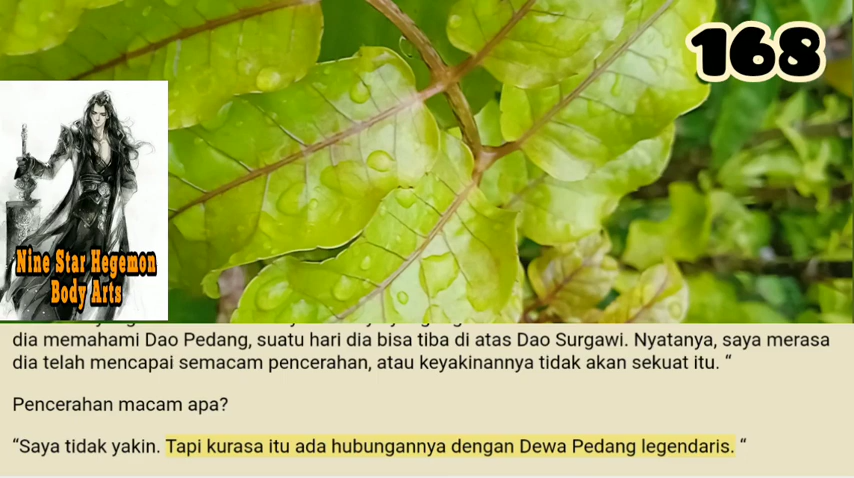 168
Nine Star Hegemon
Body Arts
dia memahami Dao Pedang, suatu hari dia bisa tiba di atas Dao Surgawi. Nyatanya, saya merasa
dia telah mencapai semacam pencerahan, atau keyakinannya tidak akan sekuat itu. “
Pencerahan macam apa?
“Saya tidak yakin. Tapi kurasa itu ada hubungannya dengan Dewa Pedang legendaris. “